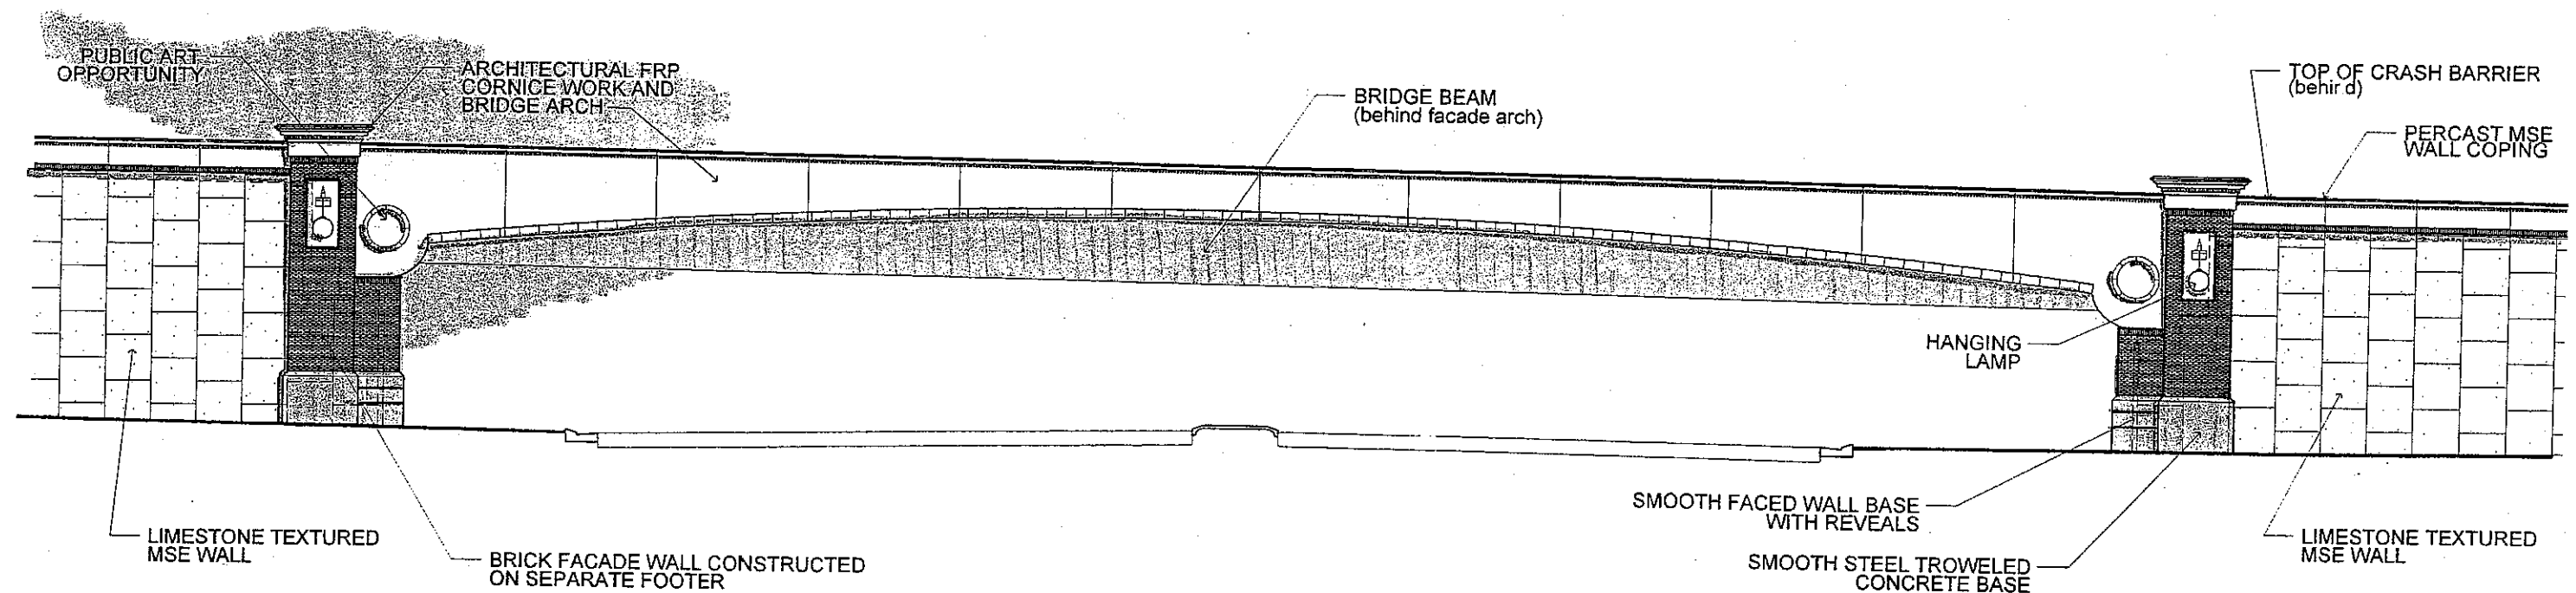 PUBLIC ART
OPPORTUNITY
ARCHITECTURAL FRP
CORNICE WORK AND
BRIDGE ARCH
BRIDGE BEAM
(behind facade arch)
TOP OF CRASH BARRIER
(behir.d)
PERCAST MSE
WALL COPING
HANGING
LAMP
LIMESTONE TEXTURED
MSE WALL
BRICK FACADE WALL CONSTRUCTED
ON SEPARATE FOOTER
SMOOTH FACED WALL BASE
WITH REVEALS
SMOOTH STEEL TROWELED
CONCRETE BASE
LIMESTONE TEXTURED
MSE WALL